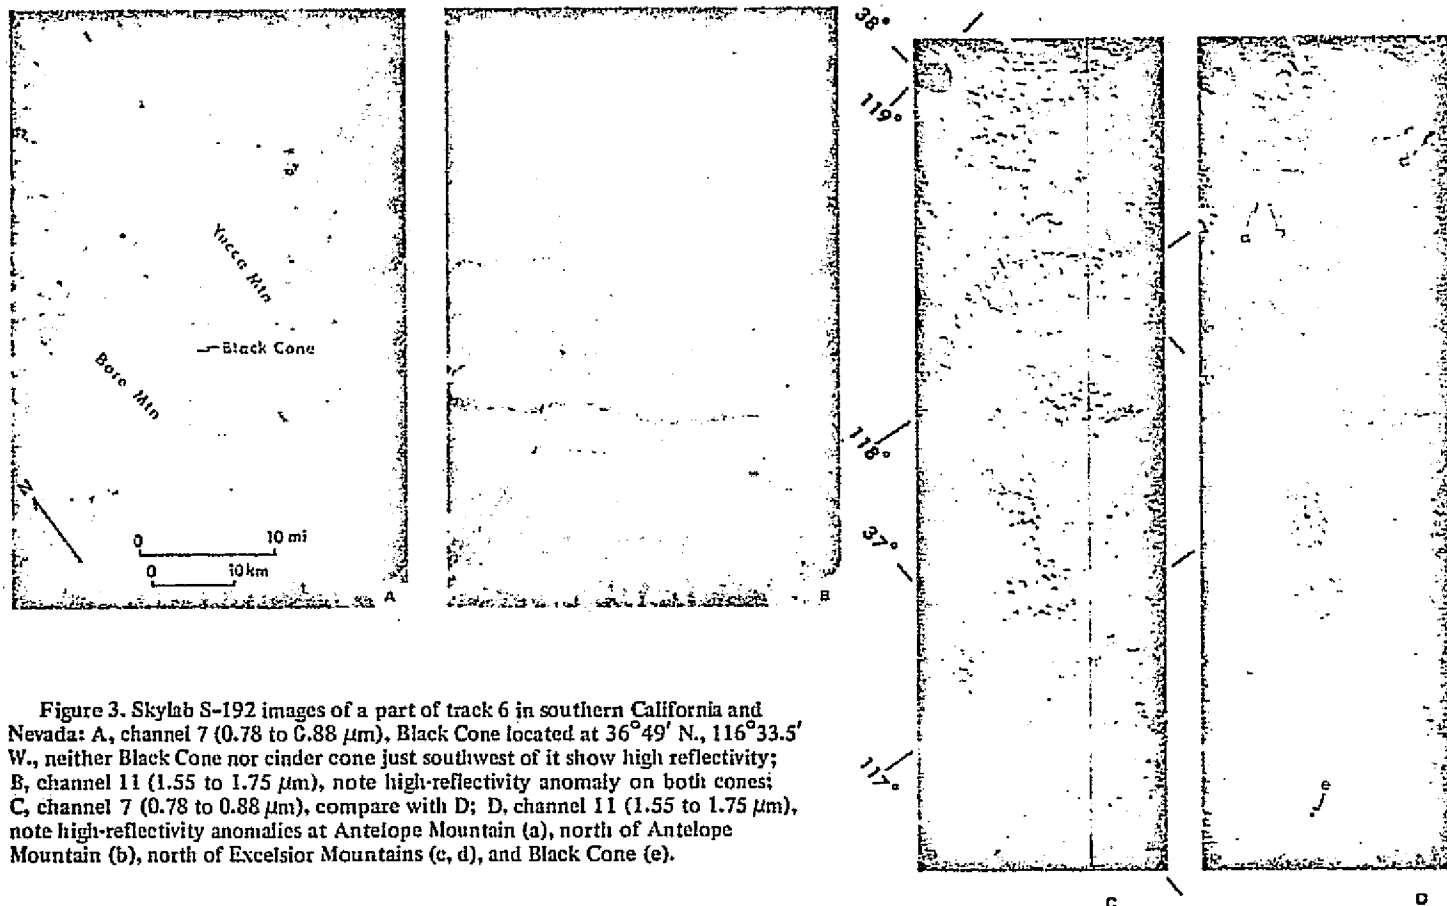 Yucca Mtn
Black Cone
Bare Mtn
N
0 10 mi
0 10 km
A
B
38°
119°
118°
37°
117°
C
a
d
e
D
Figure 3. Skylab S-192 images of a part of track 6 in southern California and
Nevada: A, channel 7 (0.78 to 0.88 μm), Black Cone located at 36°49′ N., 116°33.5′
W., neither Black Cone nor cinder cone just southwest of it show high reflectivity;
B, channel 11 (1.55 to 1.75 μm), note high-reflectivity anomaly on both cones;
C, channel 7 (0.78 to 0.88 μm), compare with D; D, channel 11 (1.55 to 1.75 μm),
note high-reflectivity anomalies at Antelope Mountain (a), north of Antelope
Mountain (b), north of Excelsior Mountains (c, d), and Black Cone (e).